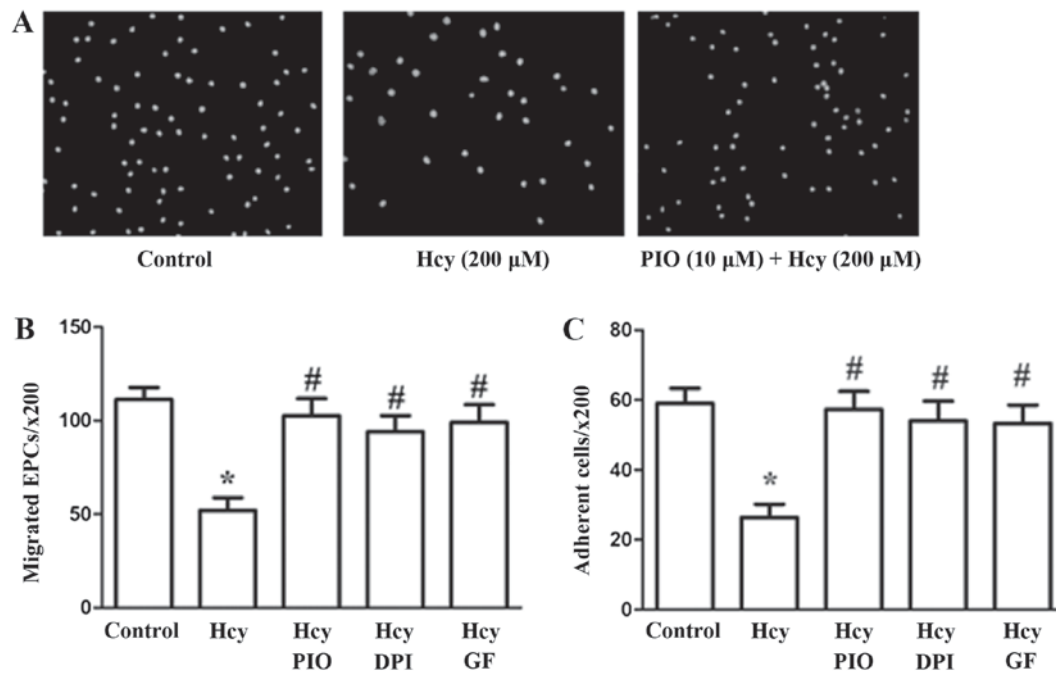 A
Control
Hcy (200 μM)
PIO (10 μM) + Hcy (200 μM)
B
Migrated EPCs/x200
150
100
50
0
*
#
#
#
Control
Hcy
Hcy
PIO
Hcy
DPI
Hcy
GF
C
Adherent cells/x200
80
60
40
20
0
*
#
#
#
Control
Hcy
Hcy
PIO
Hcy
DPI
Hcy
GF